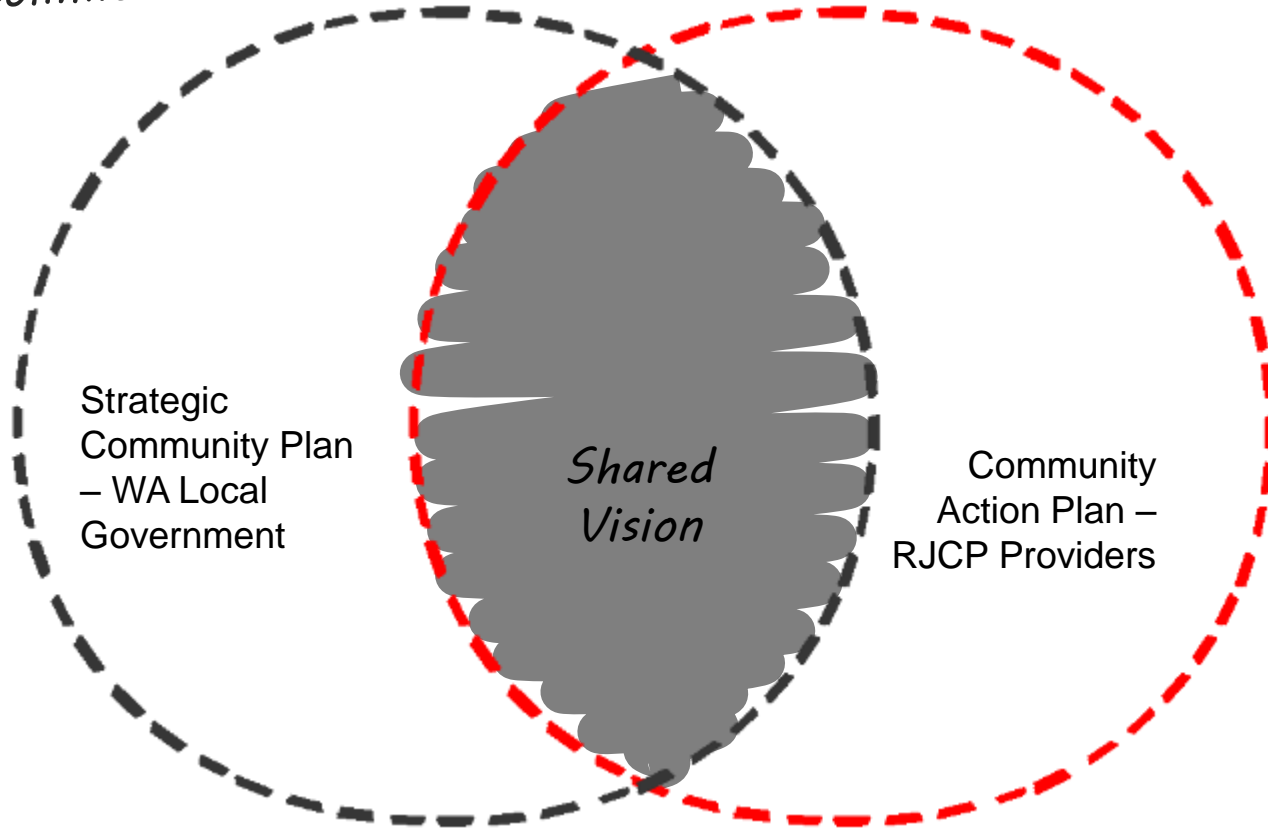 Strategic
Community Plan
– WA Local
Government
Shared
Vision
Community
Action Plan –
RJCP Providers